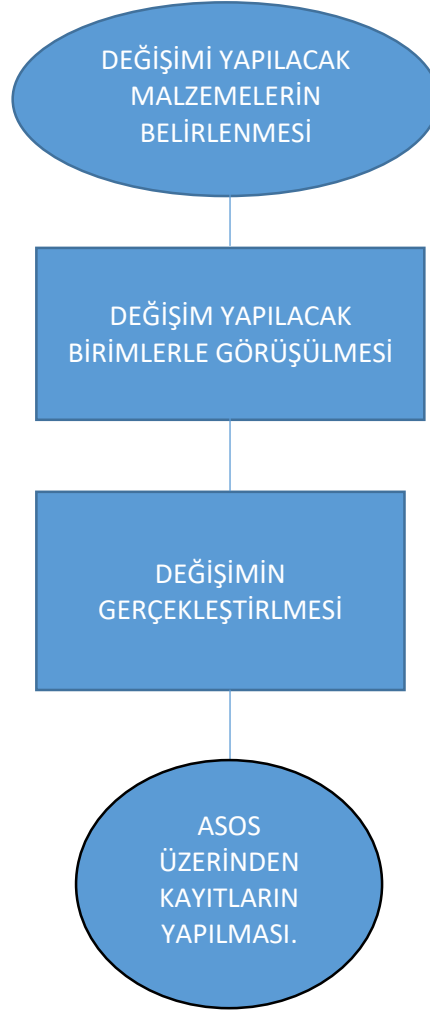 DEĞİŞİMİ YAPILACAK
MALZEMELERİN
BELİRLENMESİ
DEĞİŞİM YAPILACAK
BİRİMLERLE GÖRÜŞÜLMESİ
DEĞİŞİMİN
GERÇEKLEŞTİRLMESİ
ASOS
ÜZERİNDEN
KAYITLARIN
YAPILMASI.